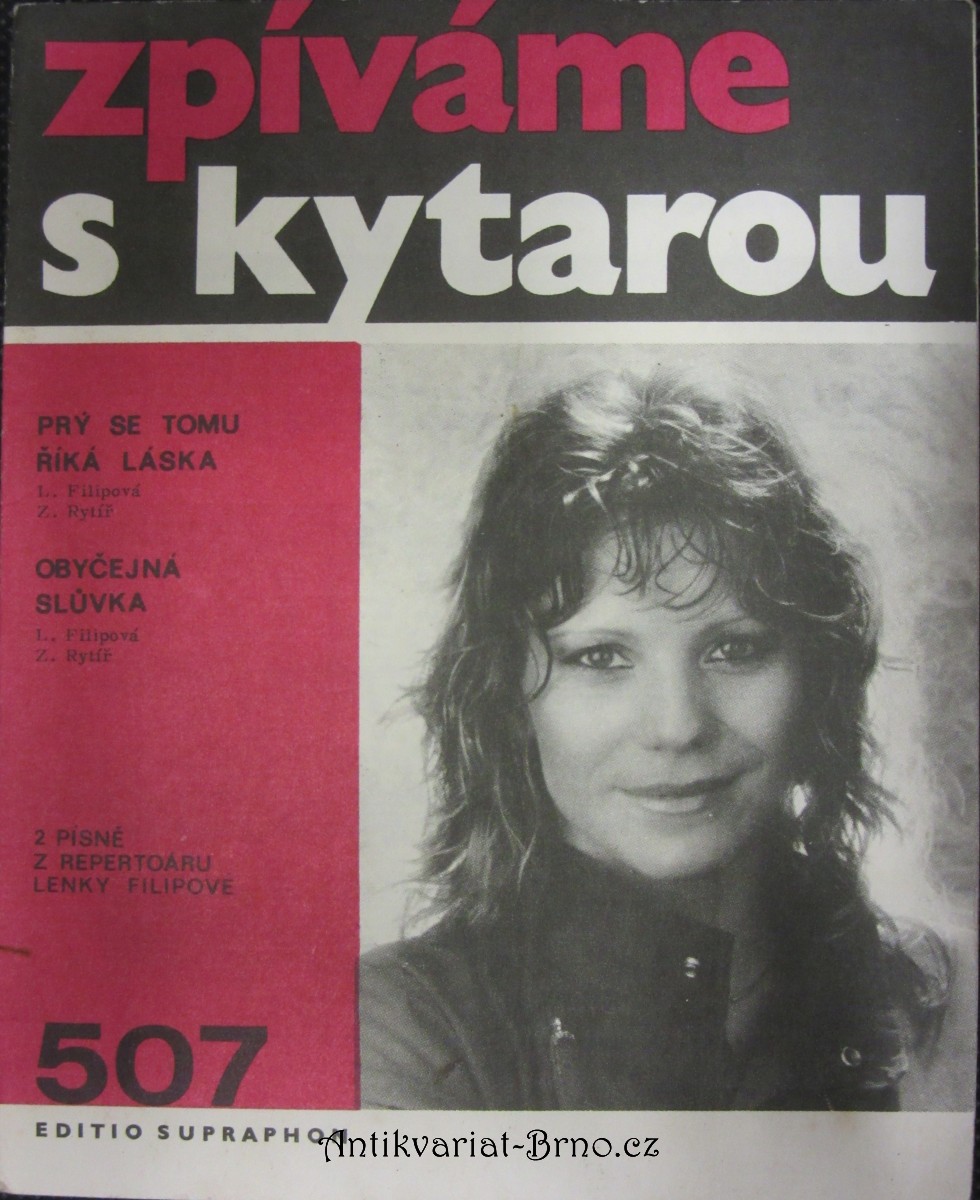 zpíváme
s kytarou
PRÝ SE TOMU
ŘÍKÁ LÁSKA
L. Filipová
Z. Rytíř
OBYČEJNÁ
SLŮVKA
L. Filipová
Z. Rytíř
2 PÍSNĚ
Z REPERTOÁRU
LENKY FILIPOVE
507
EDITIO SUPRAPHON
Antikvariat-Brno.cz